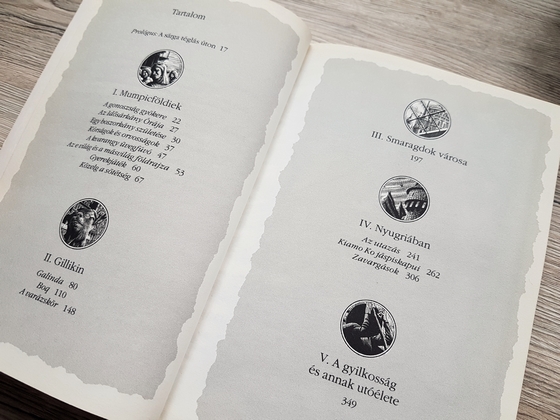 Tartalom
Prológus: A sárga téglás úton 17
I. Mumpicföldiek
A gonoszság gyökere 22
Az Idősárkány Órája 27
Egy boszorkány születése 30
Kórságok és orvosságok 37
A kvarangy üvegfúvó 47
Az e világ és a másvilág földrajza 53
Gyerekjáték 60
Közelg a sötétség 67
II. Gillikin
Galinda 80
Boq 110
A varázskör 148
III. Smaragdok városa
197
IV. Nyugriában
Az utazás 241
Kiamo Ko jáspiskapui 262
Zavargások 306
V. A gyilkosság
és annak utóélete
349